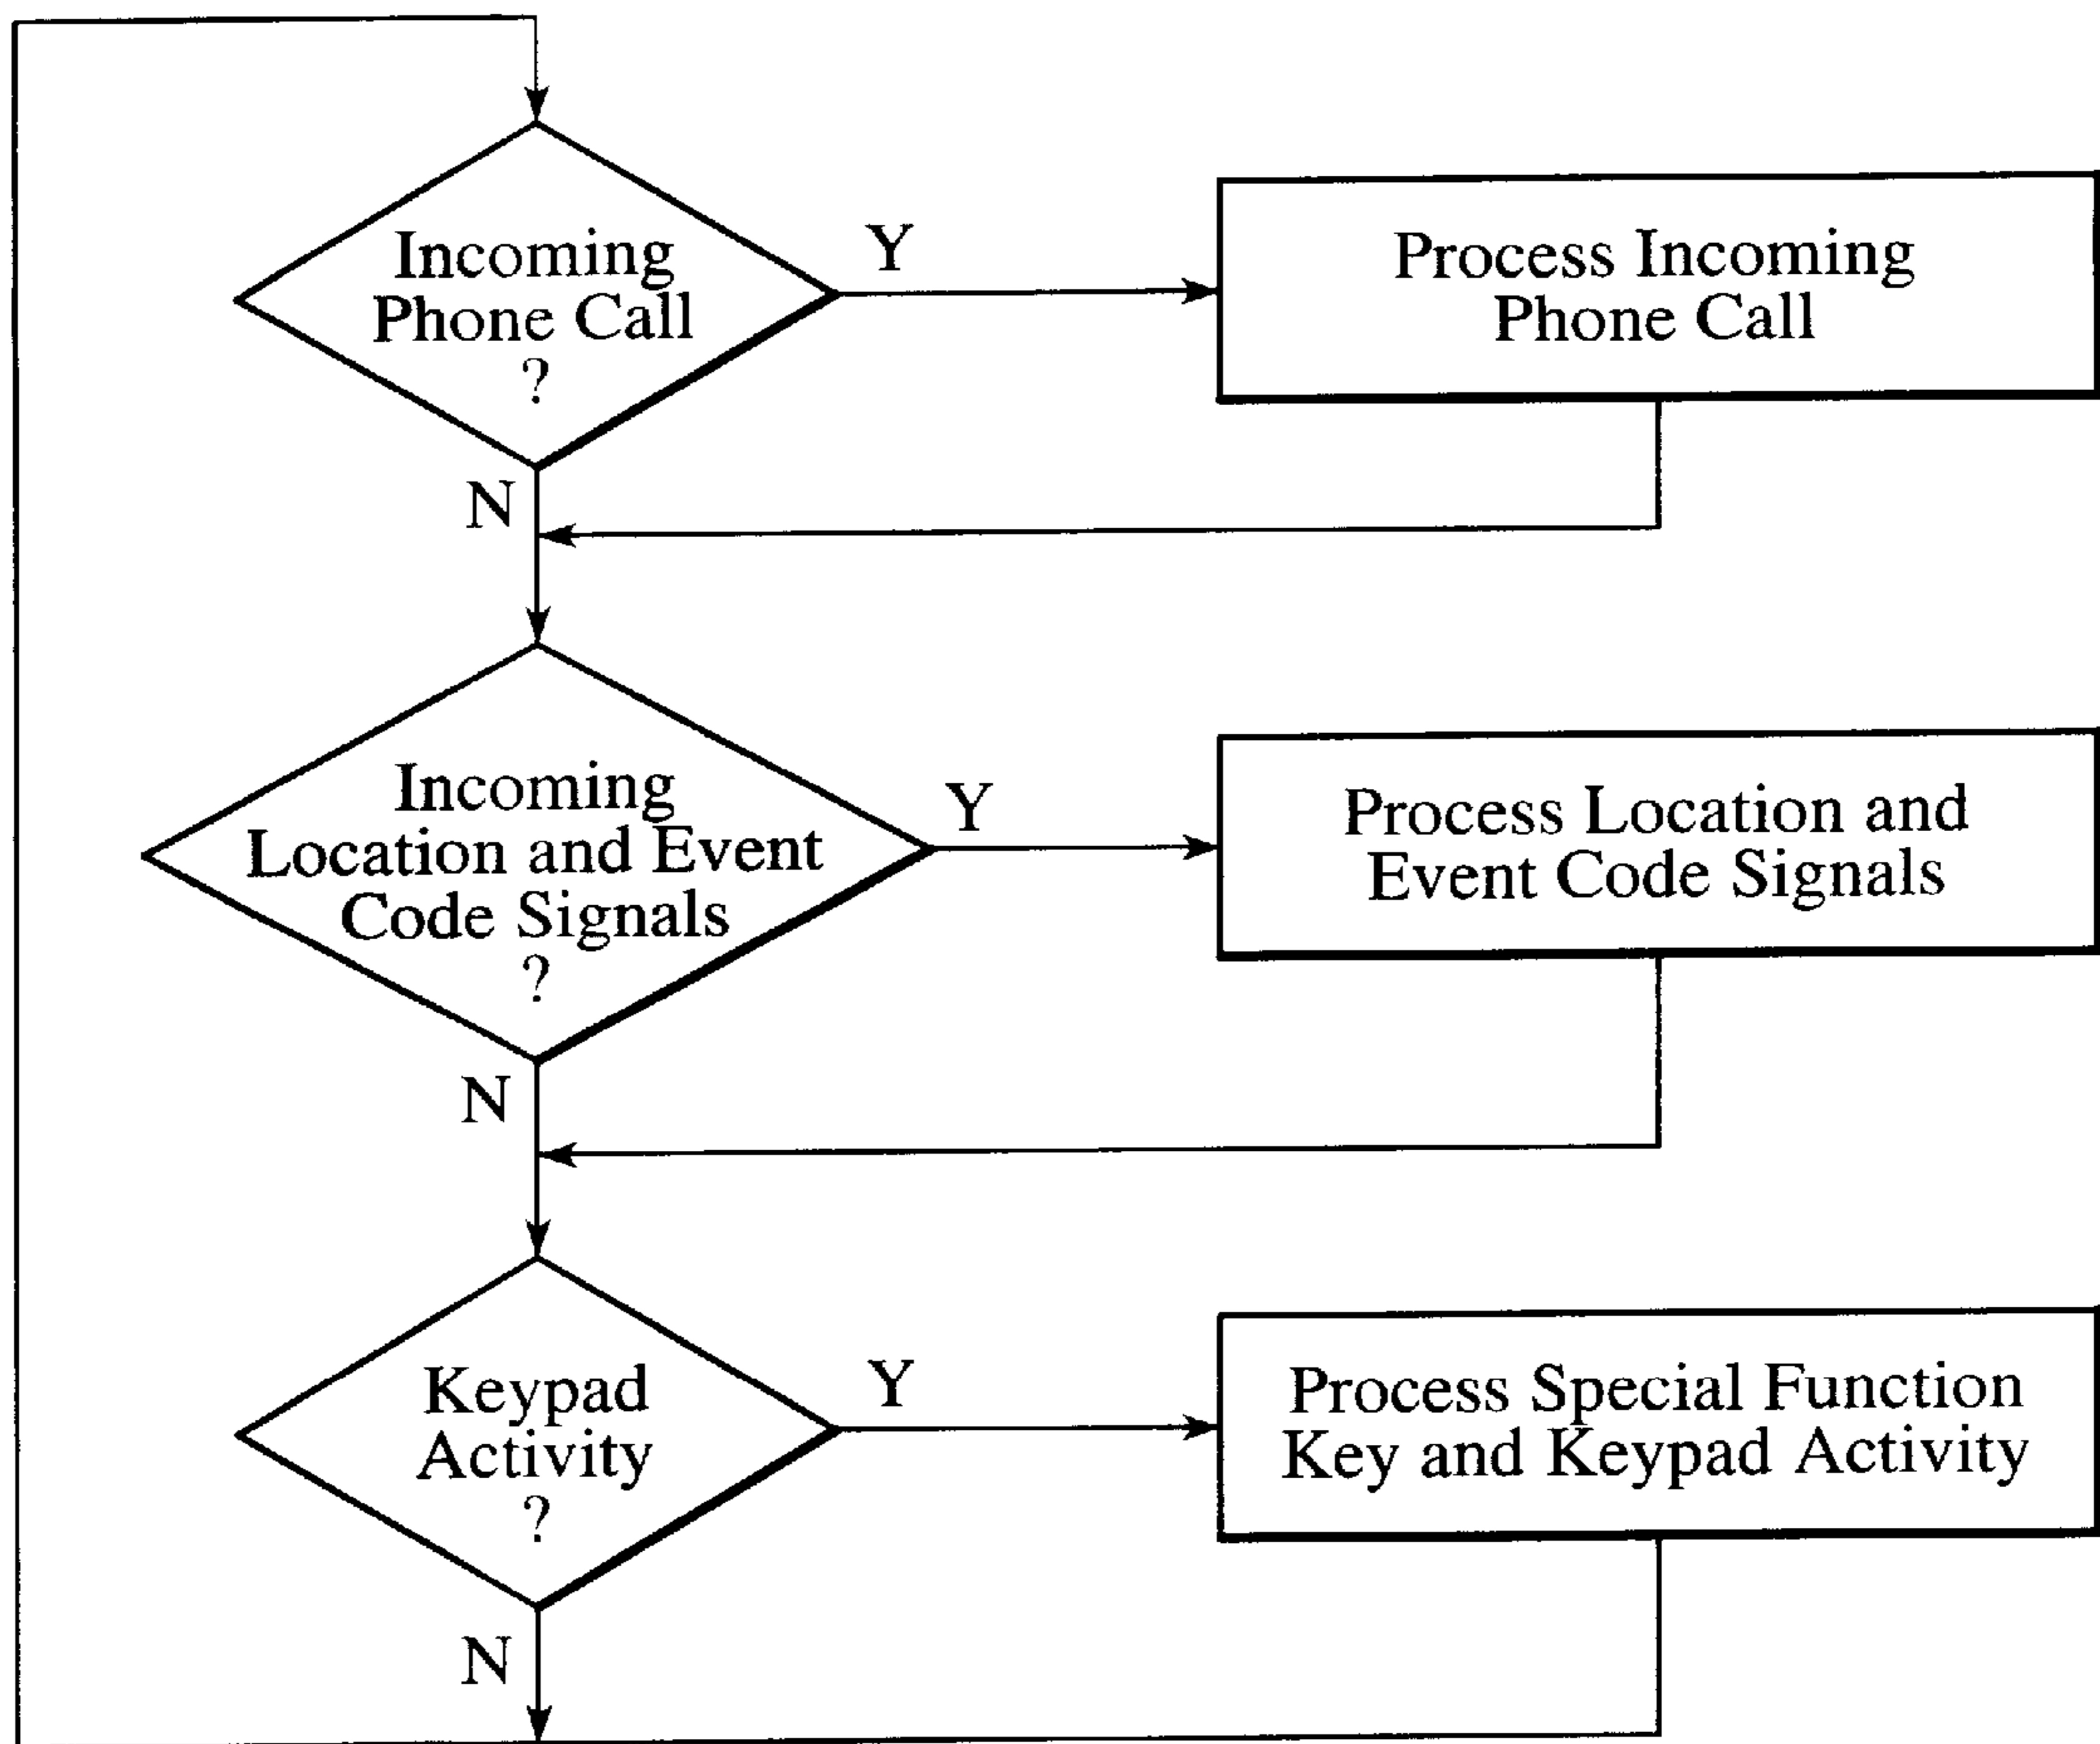 Incoming
Phone Call
?
Y
Process Incoming
Phone Call
N
Incoming
Location and Event
Code Signals
?
Y
Process Location and
Event Code Signals
N
Keypad
Activity
?
Y
Process Special Function
Key and Keypad Activity
N